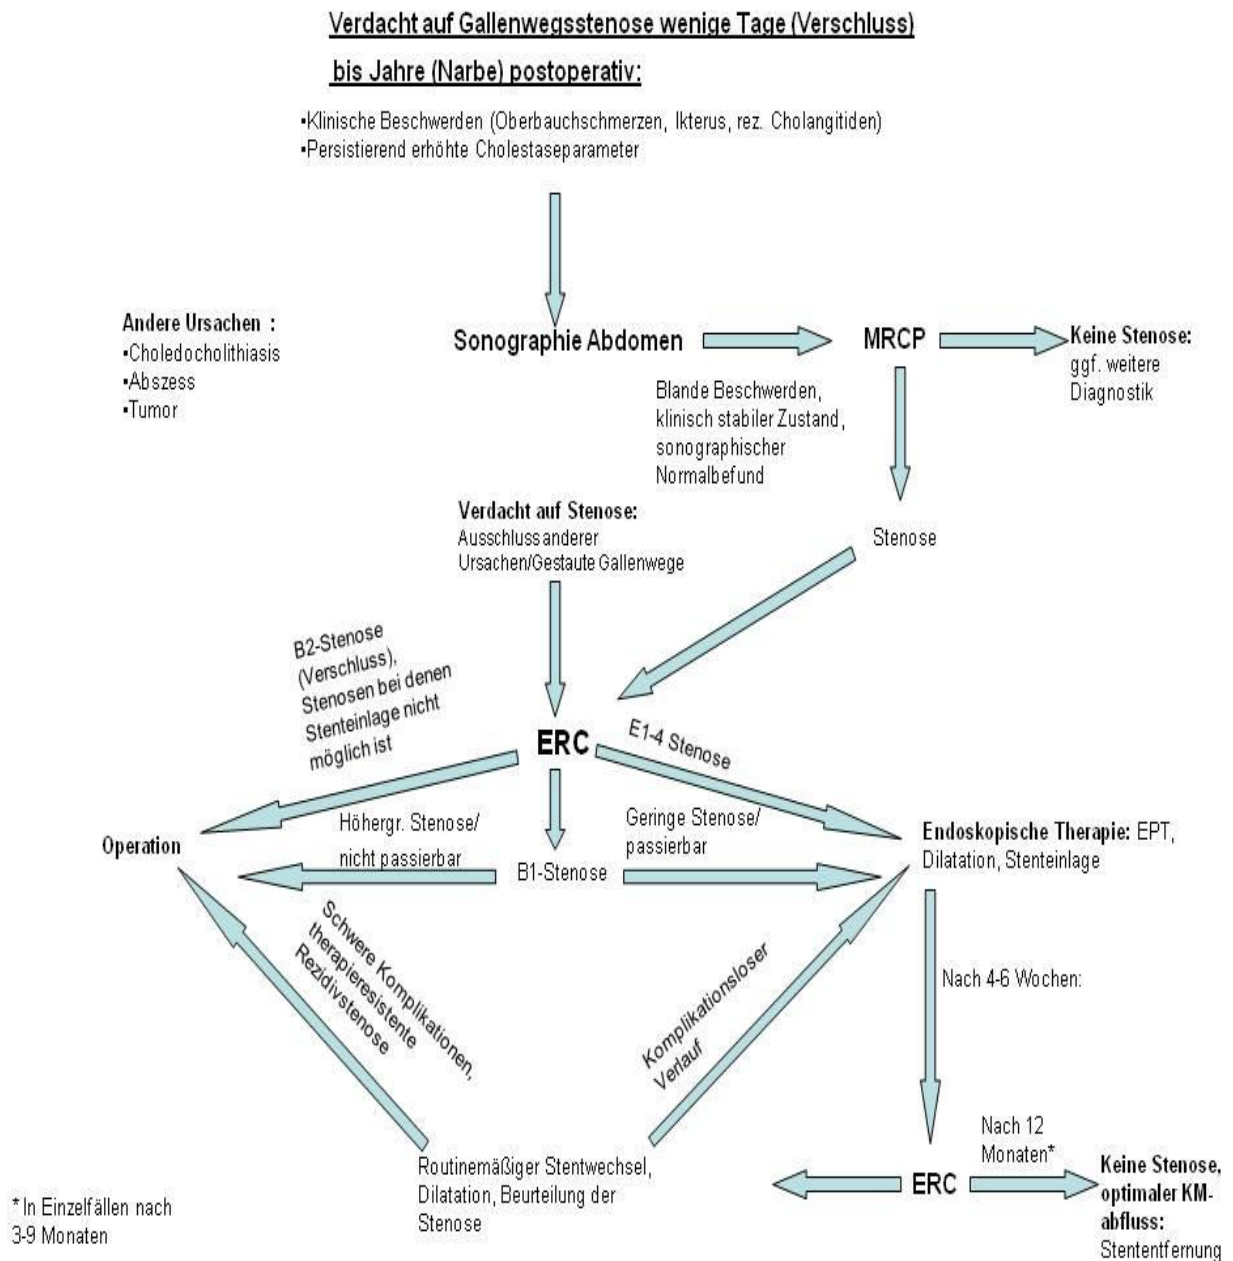 Verdacht auf Gallenwegsstenose wenige Tage (Verschluss)
bis Jahre (Narbe) postoperativ:
•Klinische Beschwerden (Oberbauchschmerzen, Ikterus, rez. Cholangitiden)
•Persistierend erhöhte Cholestaseparameter
Andere Ursachen :
•Choledocholithiasis
•Abszess
•Tumor
Sonographie Abdomen
MRCP
Keine Stenose:
ggf. weitere
Diagnostik
Blande Beschwerden,
klinisch stabiler Zustand,
sonographischer
Normalbefund
Verdacht auf Stenose:
Ausschluss anderer
Ursachen/Gestaute Gallenwege
Stenose
B2-Stenose
(Verschluss),
Stenosen bei denen
Stenteinlage nicht
möglich ist
ERC
E1-4 Stenose
Operation
Höhergr. Stenose/
nicht passierbar
B1-Stenose
Geringe Stenose/
passierbar
Endoskopische Therapie: EPT,
Dilatation, Stenteinlage
Schwere Komplikationen,
therapieresistente
Rezidivstenose
Komplikationsloser
Verlauf
Nach 4-6 Wochen:
Routinemäßiger Stentwechsel,
Dilatation, Beurteilung der
Stenose
ERC
Nach 12
Monaten*
Keine Stenose,
optimaler KM-
abfluss:
Stententfernung
* In Einzelfällen nach
3-9 Monaten